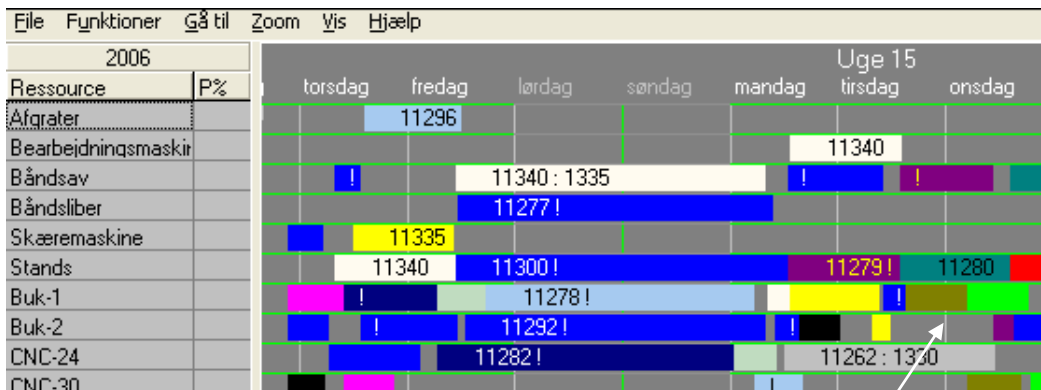 File Funktioner Gå til Zoom Vis Hjælp
2006 Uge 15
Ressource P% torsdag fredag lørdag søndag mandag tirsdag onsdag
Afgrater 11296
Bearbejdningsmaskir 11340
Båndsav ! 11340 : 1335 ! !
Båndsliber 11277 !
Skæremaskine 11335
Stands 11340 11300 ! 11279 ! 11280
Buk-1 ! 11278 ! !
Buk-2 ! 11292 ! !
CNC-24 11282 ! 11262 : 1330
CNC-30 !